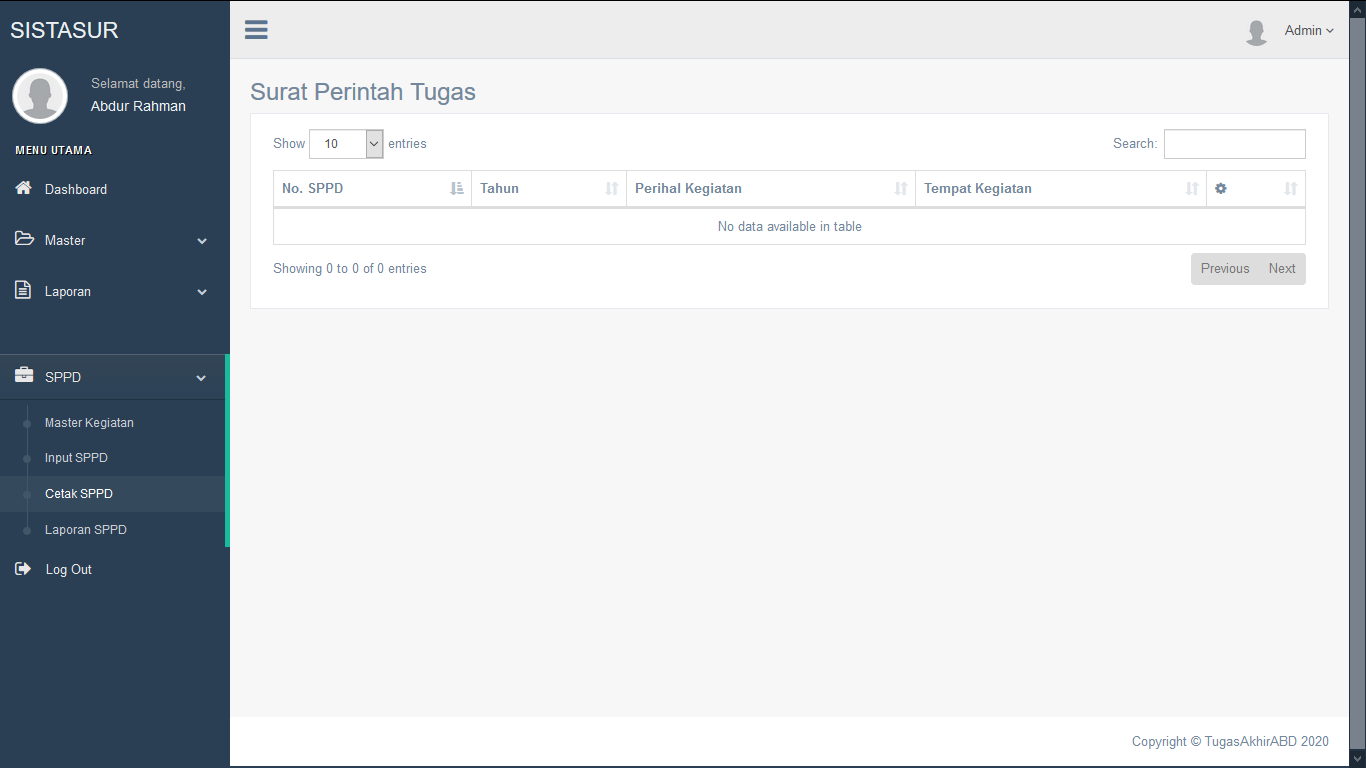 SISTASUR
Admin
Selamat datang,
Abdur Rahman
MENU UTAMA
Dashboard
Master
Laporan
SPPD
Master Kegiatan
Input SPPD
Cetak SPPD
Laporan SPPD
Log Out
Surat Perintah Tugas
Show 10 entries
Search:
No. SPPD Tahun Perihal Kegiatan Tempat Kegiatan
No data available in table
Showing 0 to 0 of 0 entries
Previous Next
Copyright © TugasAkhirABD 2020